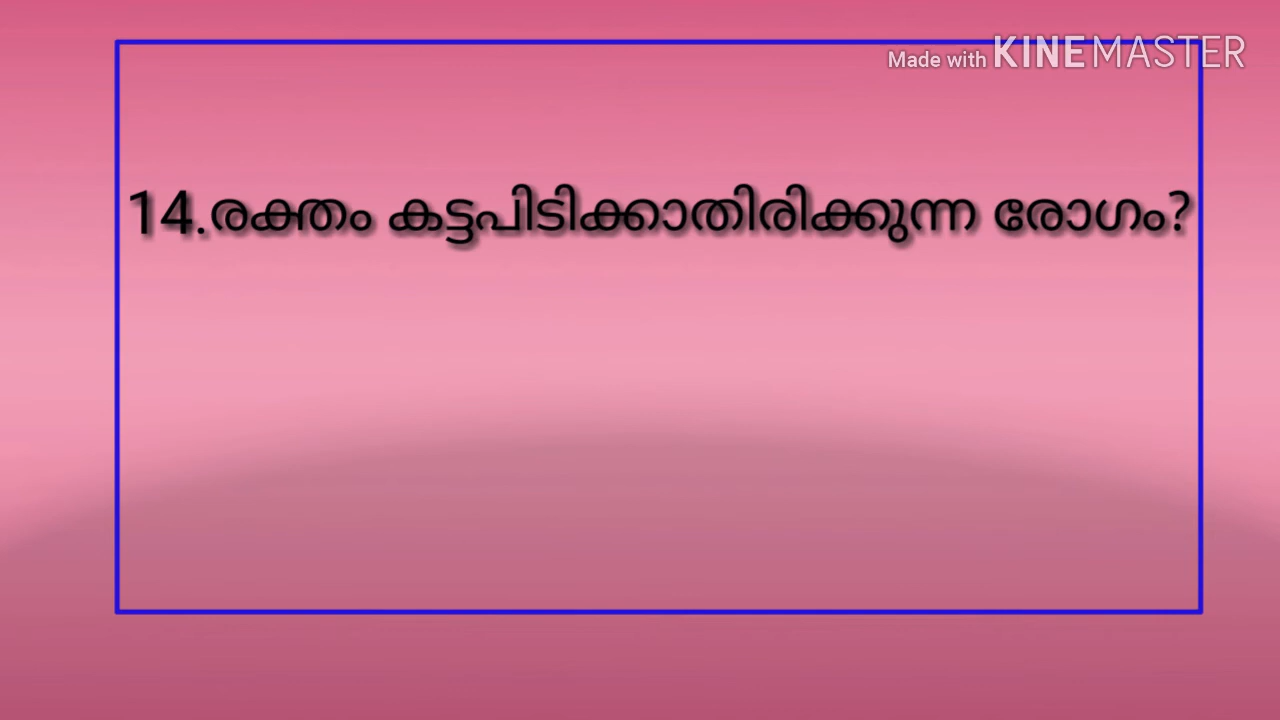 Made with KINEMASTER
14.രക്തം കട്ടപിടിക്കാതിരിക്കുന്ന രോഗം?